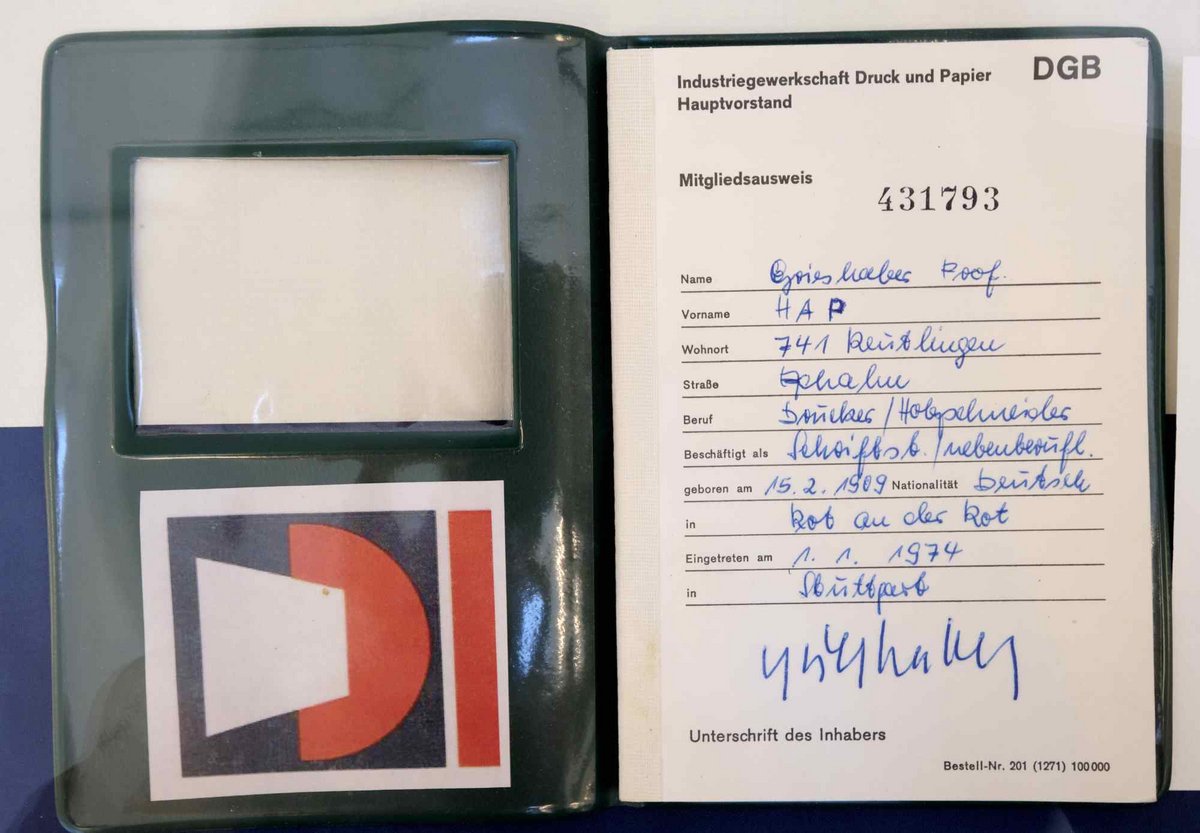 Industriegewerkschaft Druck und Papier DGB
Hauptvorstand
Mitgliedsausweis
431793
Name Grieshaber Prof.
Vorname HAP
Wohnort 741 Reutlingen
Straße Achalm
Beruf Drucker/Holzschneider
Beschäftigt als Schriftst./nebenberufl.
geboren am 15.2.1909 Nationalität Deutsch
in Rot an der Rot
Eingetreten am 1. 1. 1974
in Stuttgart
Grieshaber
Unterschrift des Inhabers
Bestell-Nr. 201 (1271) 100000